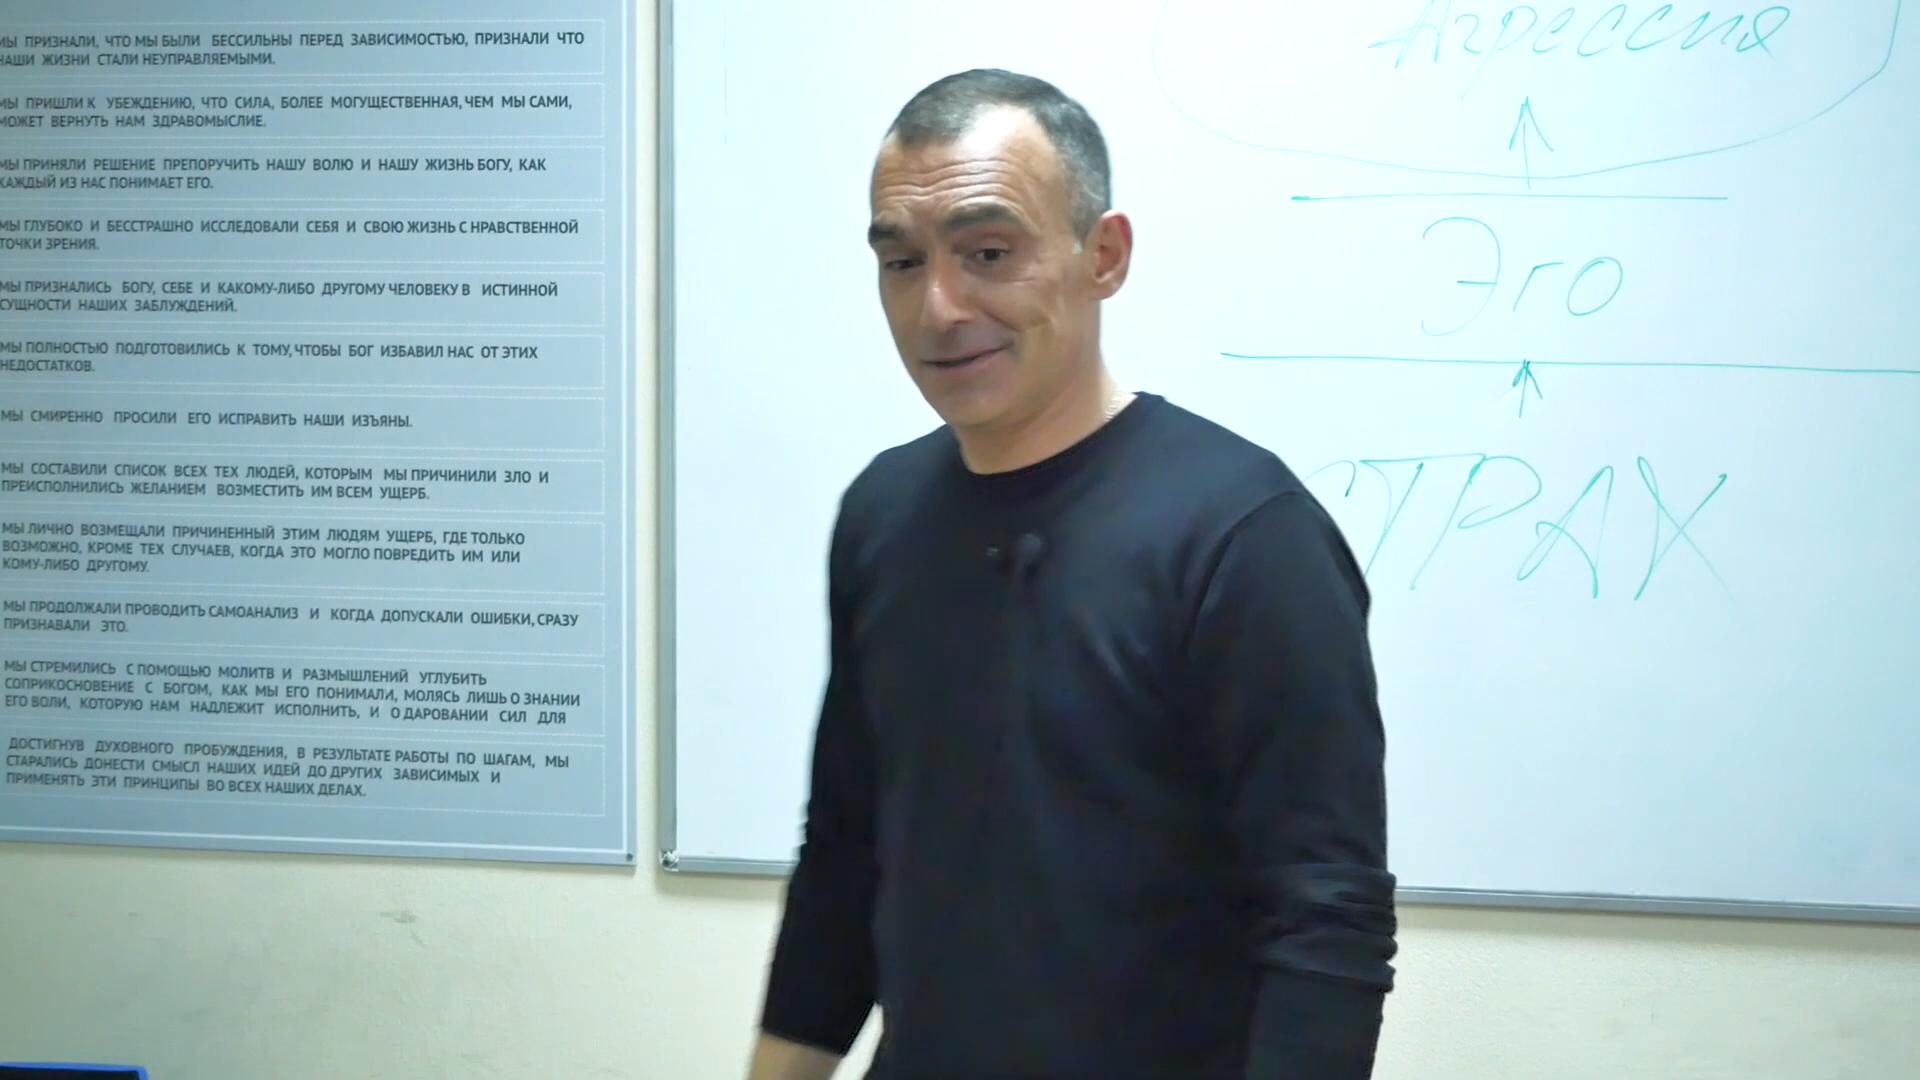 МЫ ПРИЗНАЛИ, ЧТО МЫ БЫЛИ БЕССИЛЬНЫ ПЕРЕД ЗАВИСИМОСТЬЮ, ПРИЗНАЛИ ЧТО
НАШИ ЖИЗНИ СТАЛИ НЕУПРАВЛЯЕМЫМИ.
МЫ ПРИШЛИ К УБЕЖДЕНИЮ, ЧТО СИЛА, БОЛЕЕ МОГУЩЕСТВЕННАЯ, ЧЕМ МЫ САМИ,
МОЖЕТ ВЕРНУТЬ НАМ ЗДРАВОМЫСЛИЕ.
МЫ ПРИНЯЛИ РЕШЕНИЕ ПРЕПОРУЧИТЬ НАШУ ВОЛЮ И НАШУ ЖИЗНЬ БОГУ, КАК
КАЖДЫЙ ИЗ НАС ПОНИМАЕТ ЕГО.
МЫ ГЛУБОКО И БЕССТРАШНО ИССЛЕДОВАЛИ СЕБЯ И СВОЮ ЖИЗНЬ С НРАВСТВЕННОЙ
ТОЧКИ ЗРЕНИЯ.
МЫ ПРИЗНАЛИСЬ БОГУ, СЕБЕ И КАКОМУ-ЛИБО ДРУГОМУ ЧЕЛОВЕКУ В ИСТИННОЙ
СУЩНОСТИ НАШИХ ЗАБЛУЖДЕНИЙ.
МЫ ПОЛНОСТЬЮ ПОДГОТОВИЛИСЬ К ТОМУ, ЧТОБЫ БОГ ИЗБАВИЛ НАС ОТ ЭТИХ
НЕДОСТАТКОВ.
МЫ СМИРЕННО ПРОСИЛИ ЕГО ИСПРАВИТЬ НАШИ ИЗЪЯНЫ.
МЫ СОСТАВИЛИ СПИСОК ВСЕХ ТЕХ ЛЮДЕЙ, КОТОРЫМ МЫ ПРИЧИНИЛИ ЗЛО И
ПРЕИСПОЛНИЛИСЬ ЖЕЛАНИЕМ ВОЗМЕСТИТЬ ИМ ВСЕМ УЩЕРБ.
МЫ ЛИЧНО ВОЗМЕЩАЛИ ПРИЧИНЕННЫЙ ЭТИМ ЛЮДЯМ УЩЕРБ, ГДЕ ТОЛЬКО
ВОЗМОЖНО, КРОМЕ ТЕХ СЛУЧАЕВ, КОГДА ЭТО МОГЛО ПОВРЕДИТЬ ИМ ИЛИ
КОМУ-ЛИБО ДРУГОМУ.
МЫ ПРОДОЛЖАЛИ ПРОВОДИТЬ САМОАНАЛИЗ И КОГДА ДОПУСКАЛИ ОШИБКИ, СРАЗУ
ПРИЗНАВАЛИ ЭТО.
МЫ СТРЕМИЛИСЬ С ПОМОЩЬЮ МОЛИТВ И РАЗМЫШЛЕНИЙ УГЛУБИТЬ
СОПРИКОСНОВЕНИЕ С БОГОМ, КАК МЫ ЕГО ПОНИМАЛИ, МОЛЯСЬ ЛИШЬ О ЗНАНИИ
ЕГО ВОЛИ, КОТОРУЮ НАМ НАДЛЕЖИТ ИСПОЛНИТЬ, И О ДАРОВАНИИ СИЛ ДЛЯ
ДОСТИГНУВ ДУХОВНОГО ПРОБУЖДЕНИЯ, В РЕЗУЛЬТАТЕ РАБОТЫ ПО ШАГАМ, МЫ
СТАРАЛИСЬ ДОНЕСТИ СМЫСЛ НАШИХ ИДЕЙ ДО ДРУГИХ ЗАВИСИМЫХ И
ПРИМЕНЯТЬ ЭТИ ПРИНЦИПЫ ВО ВСЕХ НАШИХ ДЕЛАХ.
Агрессия
Эго
СТРАХ